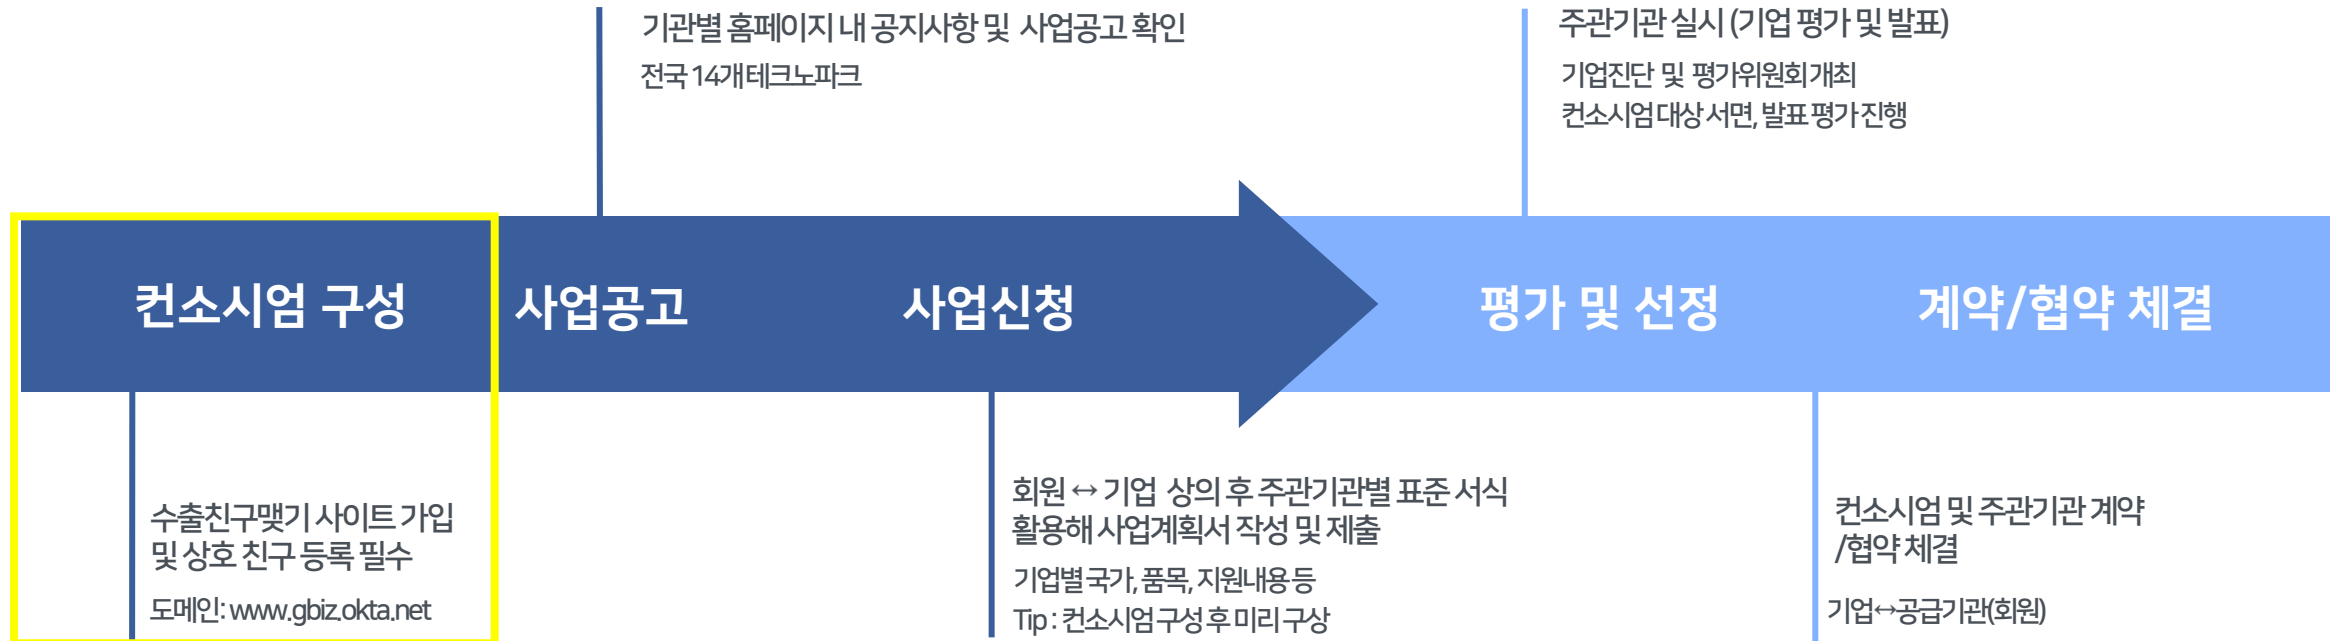 기관별 홈페이지 내 공지사항 및 사업공고 확인
전국 14개 테크노파크
주관기관 실시 (기업 평가 및 발표)
기업진단 및 평가위원회 개최
컨소시엄 대상 서면, 발표 평가 진행
컨소시엄 구성
사업공고
사업신청
평가 및 선정
계약/협약 체결
수출친구맺기 사이트 가입
및 상호 친구 등록 필수
도메인: www.gbiz.okta.net
회원 ↔ 기업 상의 후 주관기관별 표준 서식
활용해 사업계획서 작성 및 제출
기업별 국가, 품목, 지원내용 등
Tip : 컨소시엄 구성 후 미리 구상
컨소시엄 및 주관기관 계약
/협약 체결
기업↔공급기관(회원)